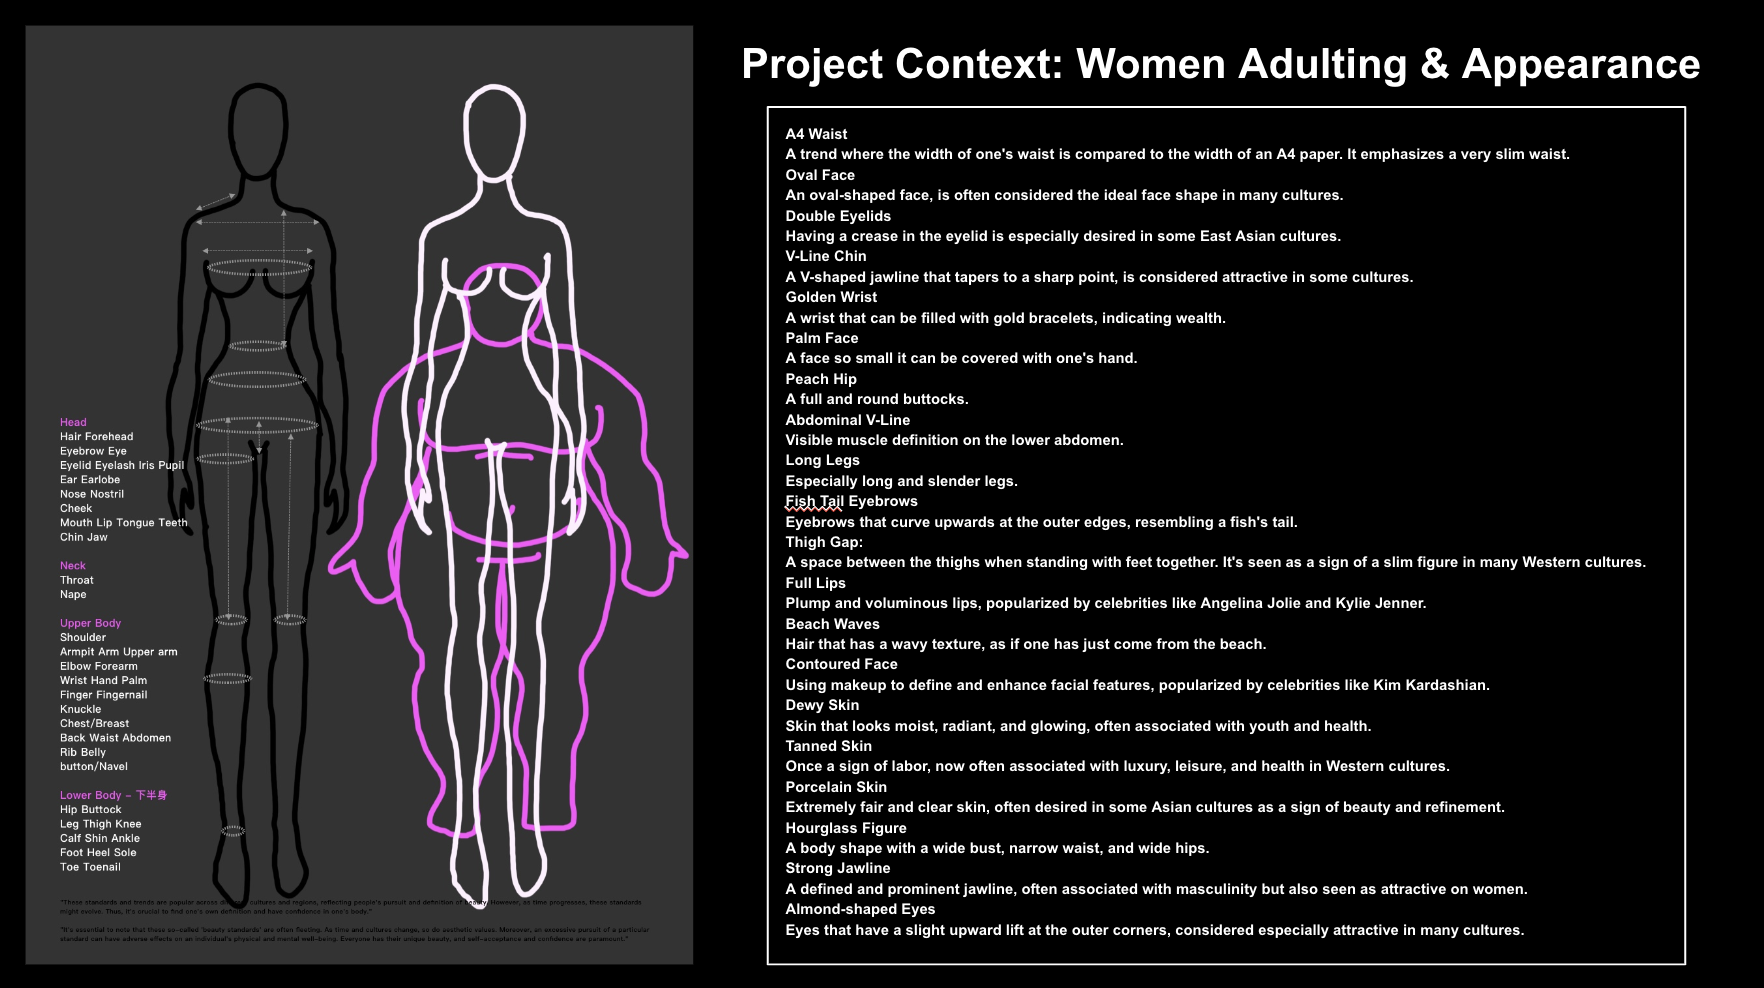 Project Context: Women Adulting & Appearance
A4 Waist
A trend where the width of one's waist is compared to the width of an A4 paper. It emphasizes a very slim waist.
Oval Face
An oval-shaped face, is often considered the ideal face shape in many cultures.
Double Eyelids
Having a crease in the eyelid is especially desired in some East Asian cultures.
V-Line Chin
A V-shaped jawline that tapers to a sharp point, is considered attractive in some cultures.
Golden Wrist
A wrist that can be filled with gold bracelets, indicating wealth.
Palm Face
A face so small it can be covered with one's hand.
Peach Hip
A full and round buttocks.
Abdominal V-Line
Visible muscle definition on the lower abdomen.
Long Legs
Especially long and slender legs.
Fish Tail Eyebrows
Eyebrows that curve upwards at the outer edges, resembling a fish's tail.
Thigh Gap:
A space between the thighs when standing with feet together. It's seen as a sign of a slim figure in many Western cultures.
Full Lips
Plump and voluminous lips, popularized by celebrities like Angelina Jolie and Kylie Jenner.
Beach Waves
Hair that has a wavy texture, as if one has just come from the beach.
Contoured Face
Using makeup to define and enhance facial features, popularized by celebrities like Kim Kardashian.
Dewy Skin
Skin that looks moist, radiant, and glowing, often associated with youth and health.
Tanned Skin
Once a sign of labor, now often associated with luxury, leisure, and health in Western cultures.
Porcelain Skin
Extremely fair and clear skin, often desired in some Asian cultures as a sign of beauty and refinement.
Hourglass Figure
A body shape with a wide bust, narrow waist, and wide hips.
Strong Jawline
A defined and prominent jawline, often associated with masculinity but also seen as attractive on women.
Almond-shaped Eyes
Eyes that have a slight upward lift at the outer corners, considered especially attractive in many cultures.
Head
Hair Forehead
Eyebrow Eye
Eyelid Eyelash Iris Pupil
Ear Earlobe
Nose Nostril
Cheek
Mouth Lip Tongue Teeth
Chin Jaw
Neck
Throat
Nape
Upper Body
Shoulder
Armpit Arm Upper arm
Elbow Forearm
Wrist Hand Palm
Finger Fingernail
Knuckle
Chest/Breast
Back Waist Abdomen
Rib Belly
button/Navel
Lower Body - 下半身
Hip Buttock
Leg Thigh Knee
Calf Shin Ankle
Foot Heel Sole
Toe Toenail
"These standards and trends are popular across cultures and regions, reflecting people's pursuit and definition of beauty. However, as time progresses, these standards
might evolve. Thus, it's crucial to find one's own definition and have confidence in one's body."
"It's essential to note that these so-called 'beauty standards' are often fleeting. As time and cultures change, so do aesthetic values. Moreover, an excessive pursuit of a particular
standard can have adverse effects on an individual's physical and mental well-being. Everyone has their unique beauty, and self-acceptance and confidence are paramount."